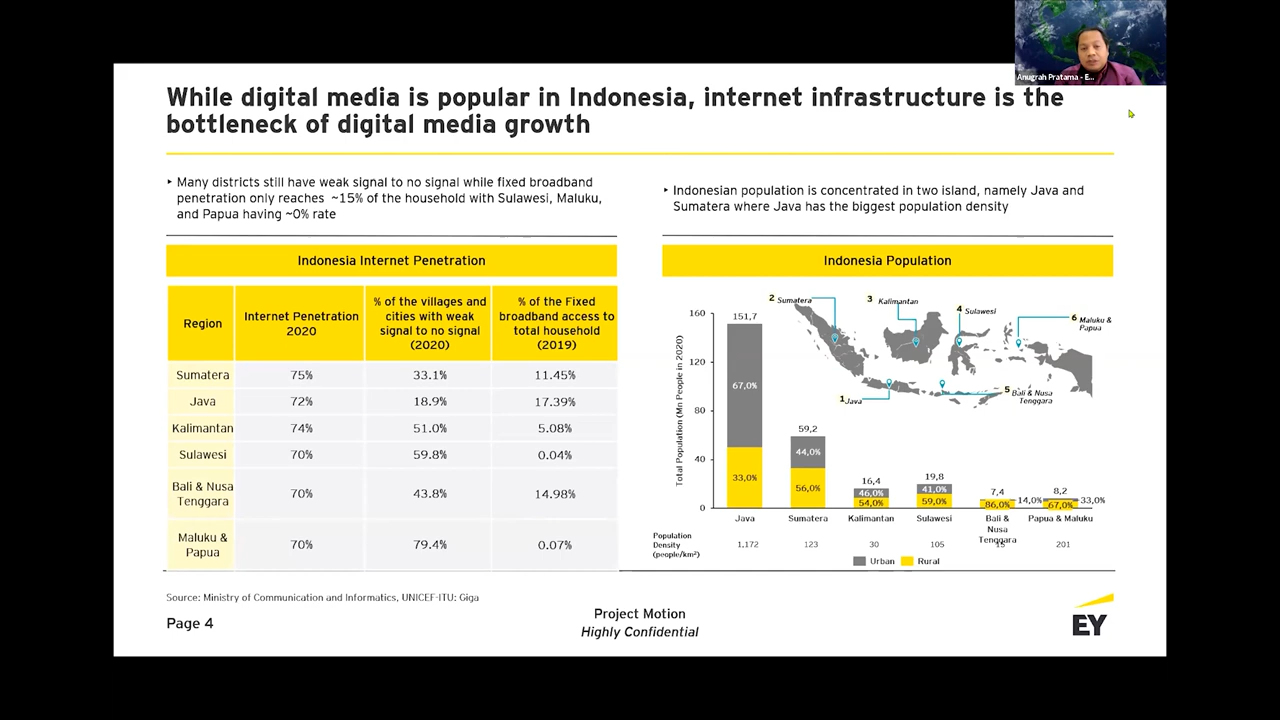 Anugrah Pratama - E...
While digital media is popular in Indonesia, internet infrastructure is the
bottleneck of digital media growth
‣ Many districts still have weak signal to no signal while fixed broadband
penetration only reaches ~15% of the household with Sulawesi, Maluku,
and Papua having ~0% rate
Indonesia Internet Penetration
Region
Internet Penetration
2020
% of the villages and
cities with weak
signal to no signal
(2020)
% of the Fixed
broadband access to
total household
(2019)
Sumatera 75% 33.1% 11.45%
Java 72% 18.9% 17.39%
Kalimantan 74% 51.0% 5.08%
Sulawesi 70% 59.8% 0.04%
Bali & Nusa
Tenggara 70% 43.8% 14.98%
Maluku &
Papua 70% 79.4% 0.07%
‣ Indonesian population is concentrated in two island, namely Java and
Sumatera where Java has the biggest population density
Indonesia Population
2 Sumatera
3 Kalimantan
4 Sulawesi
6 Maluku &
Papua
1 Java
5 Bali & Nusa
Tenggara
Total Population (Mn People in 2020)
160
120
80
40
0
151,7
67,0%
33,0%
59,2
44,0%
56,0%
16,4
46,0%
54,0%
19,8
41,0%
59,0%
7,4
14,0%
86,0%
8,2
33,0%
67,0%
Java Sumatera Kalimantan Sulawesi Bali &
Nusa
Tenggara
Papua & Maluku
Population
Density
(people/km²)
1,172 123 30 105 15 201
Urban Rural
Source: Ministry of Communication and Informatics, UNICEF-ITU: Giga
Page 4
Project Motion
Highly Confidential
EY